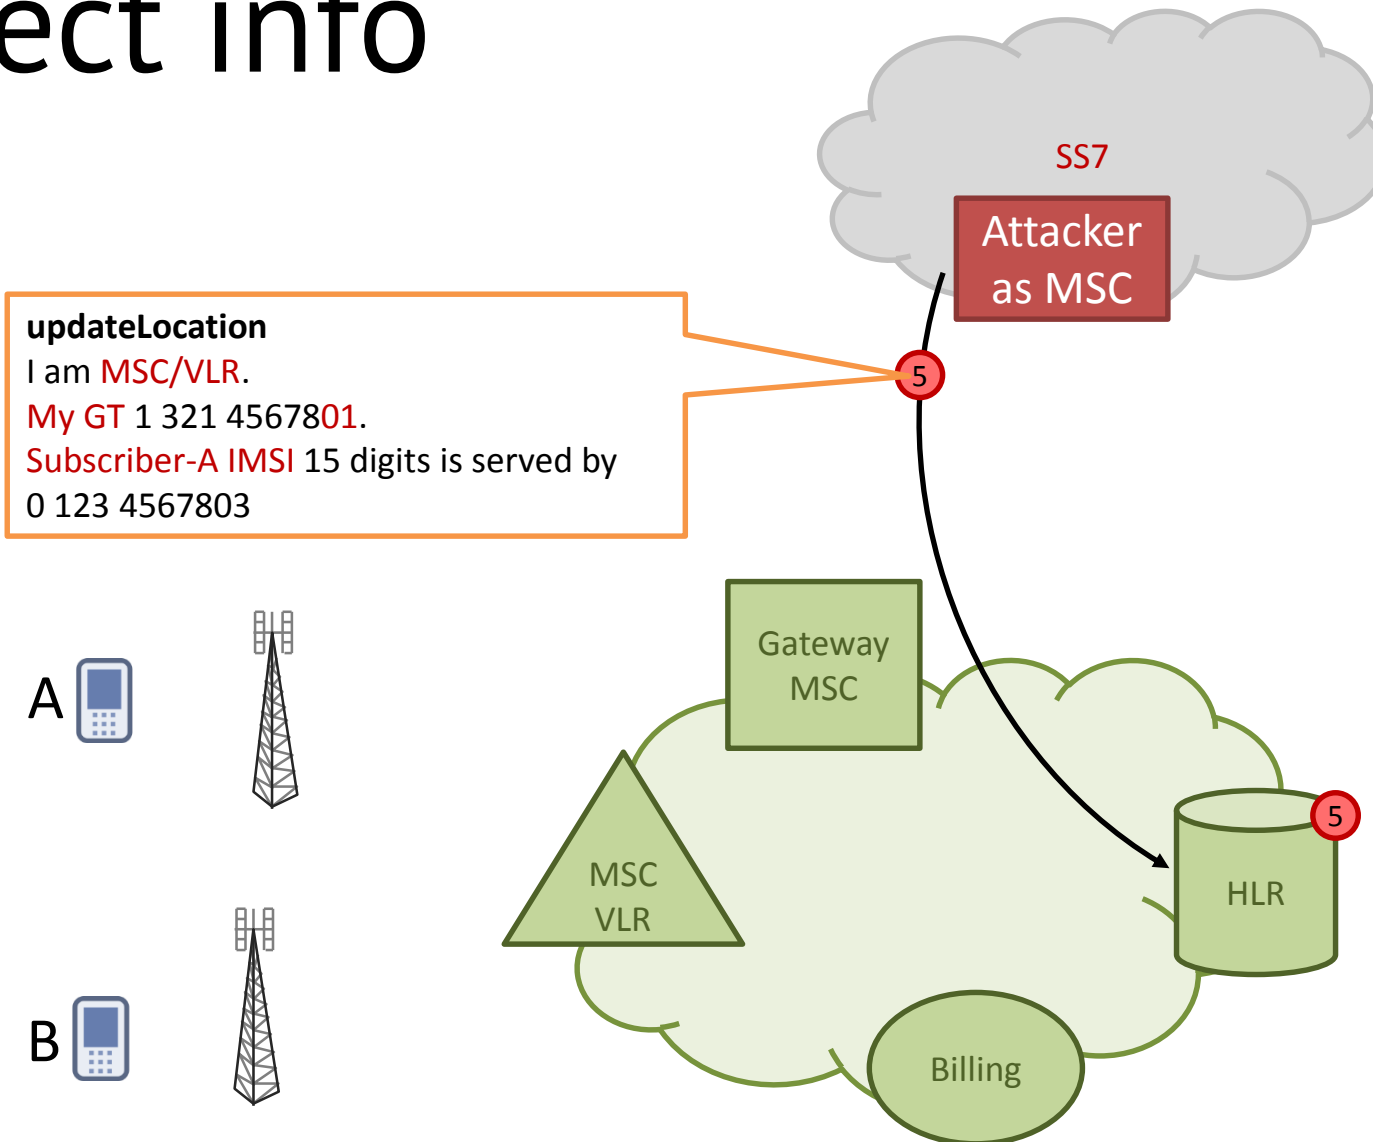 ect info
SS7
Attacker
as MSC
updateLocation
I am MSC/VLR.
My GT 1 321 4567801.
Subscriber-A IMSI 15 digits is served by
0 123 4567803
5
Gateway
MSC
A
5
MSC
VLR
HLR
B
Billing